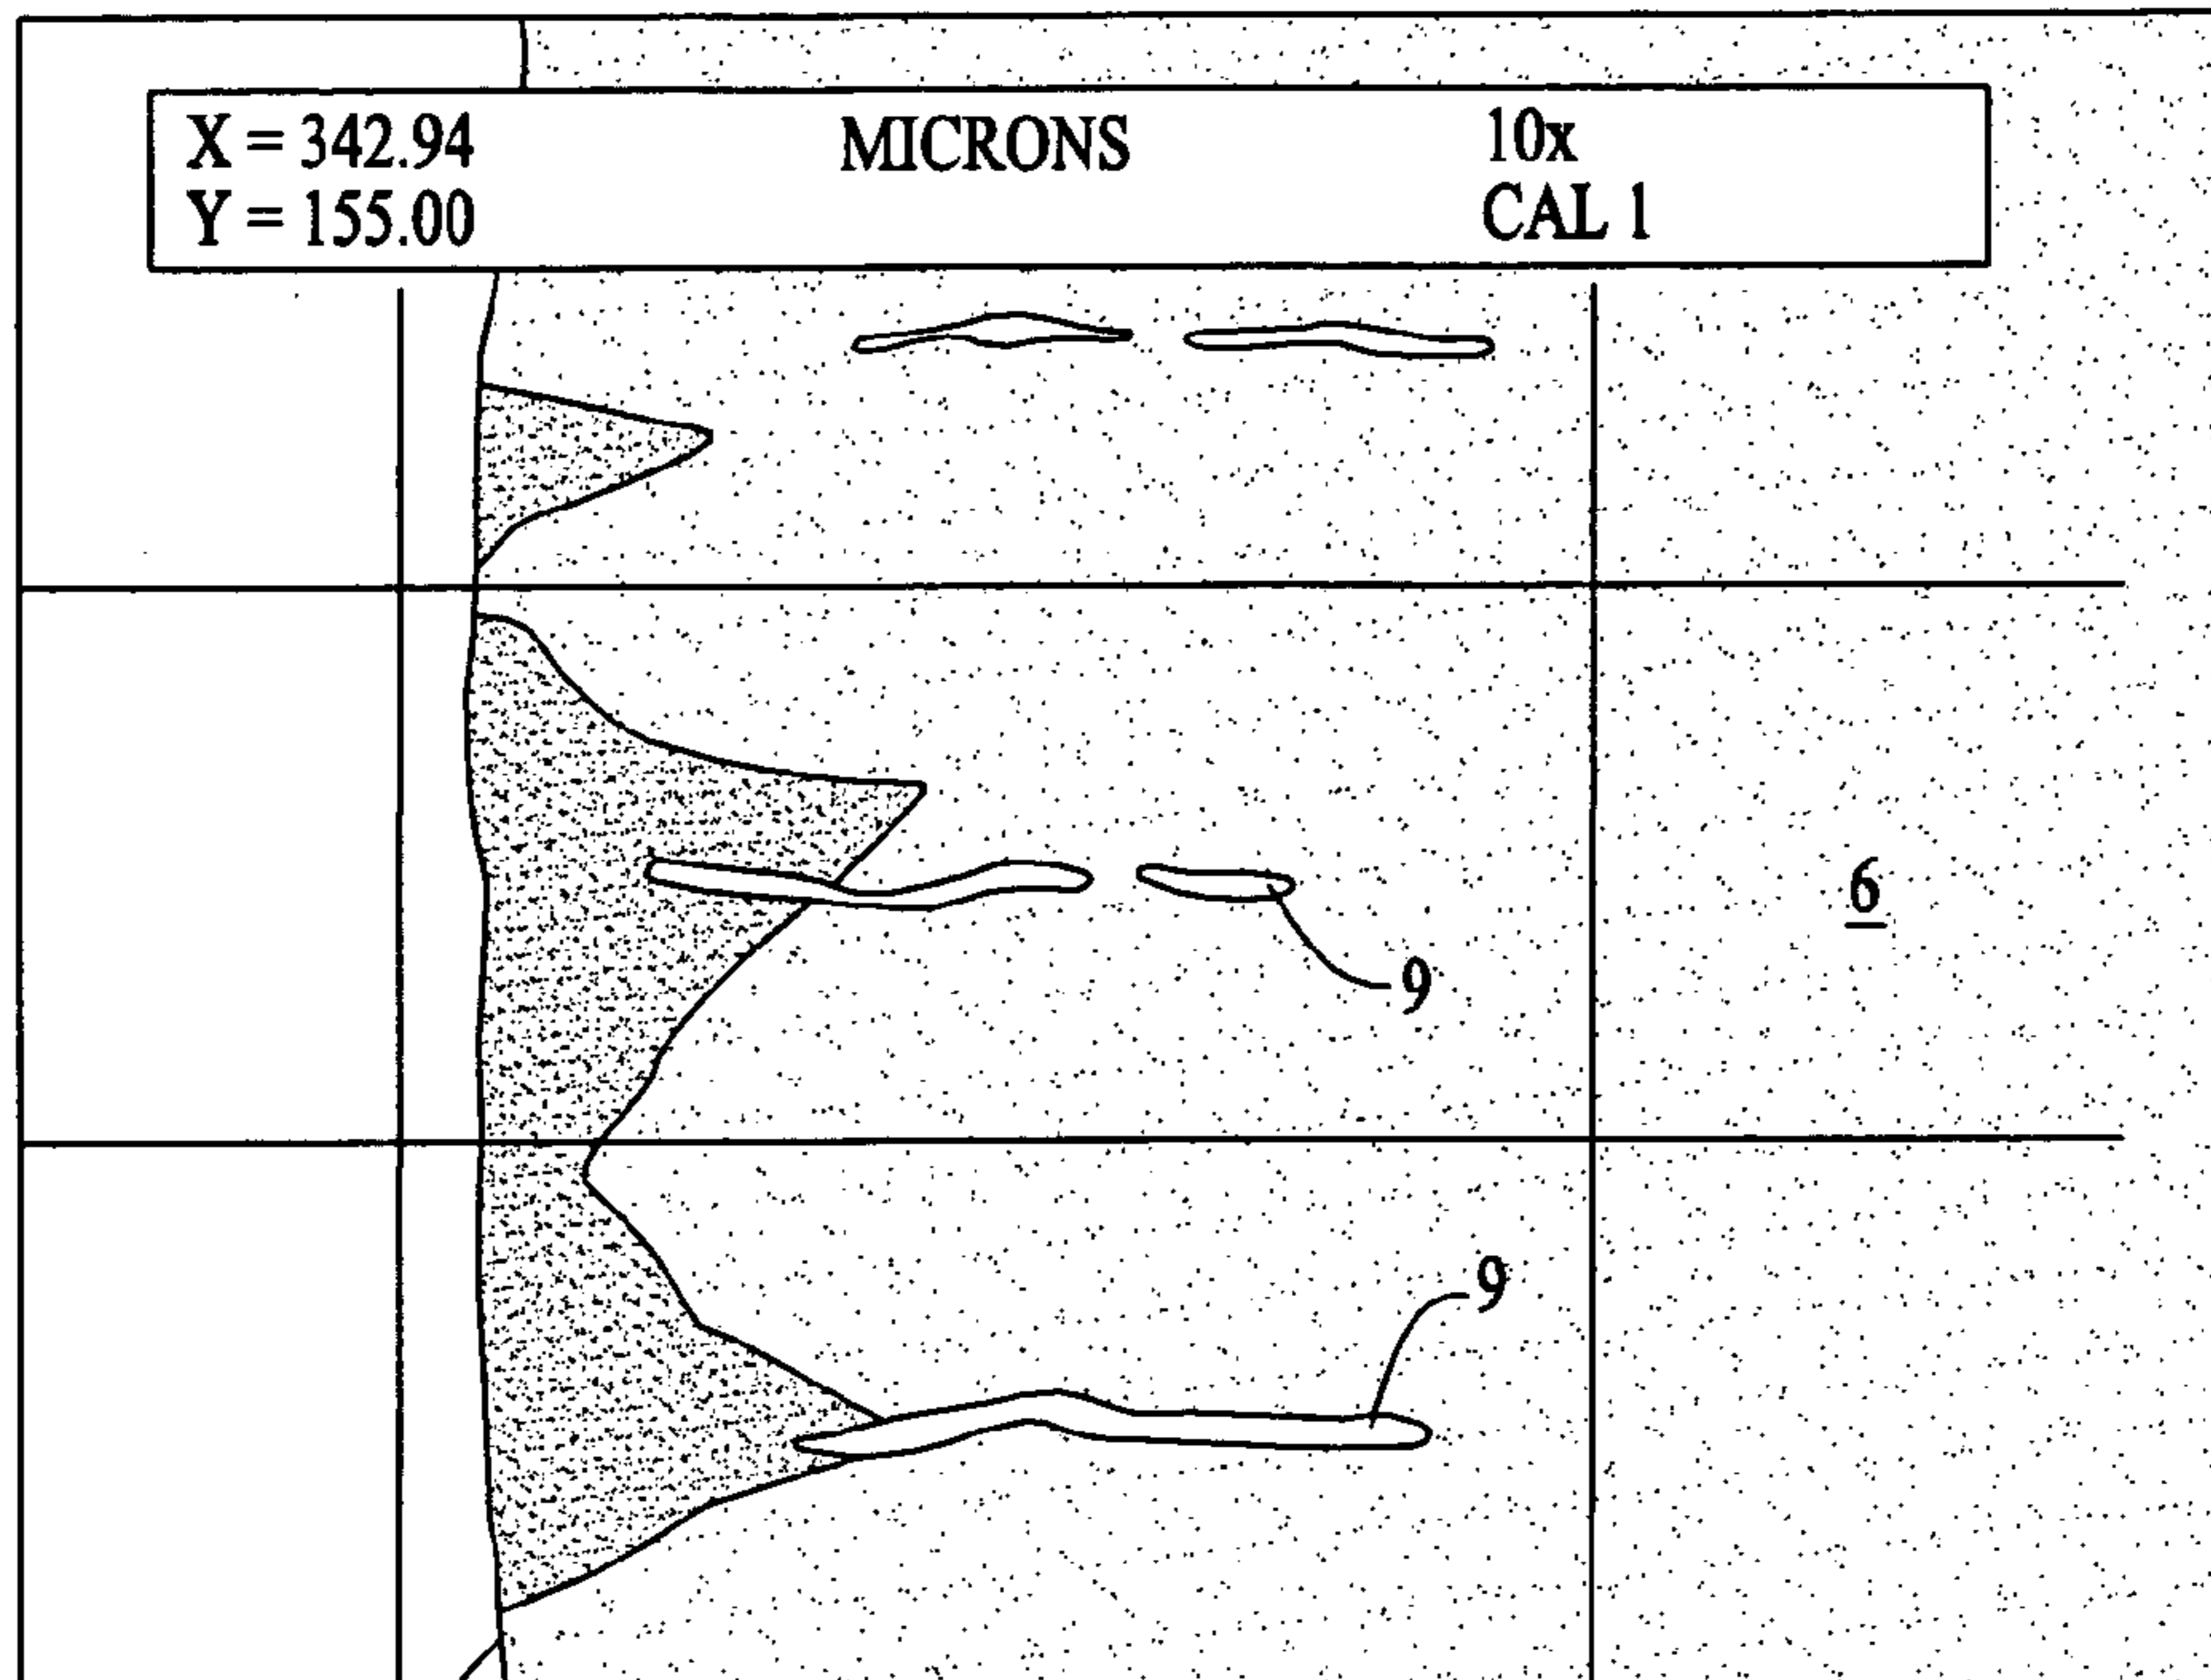 X = 342.94 MICRONS 10x
Y = 155.00 CAL 1
6
9
9